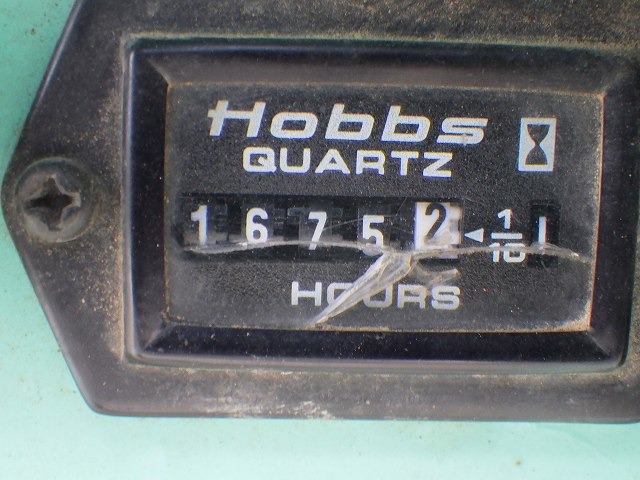 Hobbs
QUARTZ
1 6 7 5 2 ◄ 1/10
HOURS